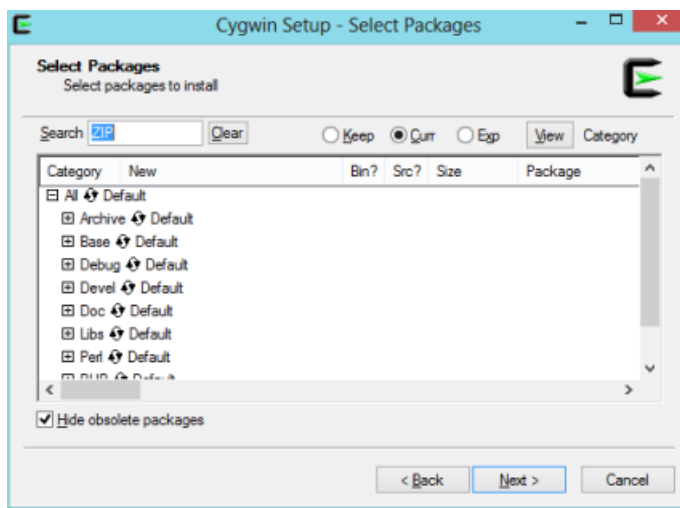 Cygwin Setup - Select Packages
Select Packages
Select packages to install
Search ZIP Clear Keep Curr Exp View Category
Category New Bin? Src? Size Package
All Default
Archive Default
Base Default
Debug Default
Devel Default
Doc Default
Libs Default
Perl Default
PHP Default
Hide obsolete packages
< Back Next > Cancel